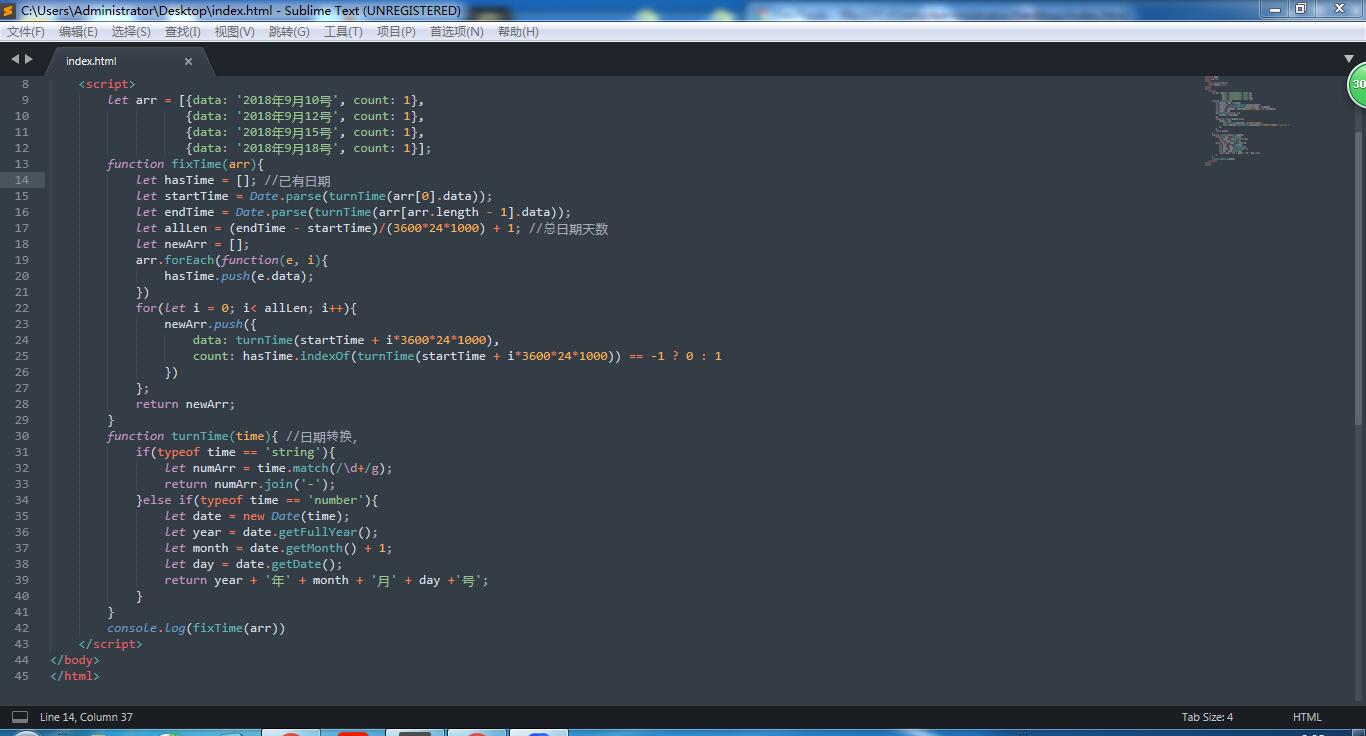 C:\Users\Administrator\Desktop\index.html - Sublime Text (UNREGISTERED)
文件(F) 编辑(E) 选择(S) 查找(I) 视图(V) 跳转(G) 工具(T) 项目(P) 首选项(N) 帮助(H)
index.html
30
8 <script>
9 let arr = [{data: '2018年9月10号', count: 1},
10 {data: '2018年9月12号', count: 1},
11 {data: '2018年9月15号', count: 1},
12 {data: '2018年9月18号', count: 1}];
13 function fixTime(arr){
14 let hasTime = []; //已有日期
15 let startTime = Date.parse(turnTime(arr[0].data));
16 let endTime = Date.parse(turnTime(arr[arr.length - 1].data));
17 let allLen = (endTime - startTime)/(3600*24*1000) + 1; //总日期天数
18 let newArr = [];
19 arr.forEach(function(e, i){
20 hasTime.push(e.data);
21 })
22 for(let i = 0; i< allLen; i++){
23 newArr.push({
24 data: turnTime(startTime + i*3600*24*1000),
25 count: hasTime.indexOf(turnTime(startTime + i*3600*24*1000)) == -1 ? 0 : 1
26 })
27 };
28 return newArr;
29 }
30 function turnTime(time){ //日期转换,
31 if(typeof time == 'string'){
32 let numArr = time.match(/\d+/g);
33 return numArr.join('-');
34 }else if(typeof time == 'number'){
35 let date = new Date(time);
36 let year = date.getFullYear();
37 let month = date.getMonth() + 1;
38 let day = date.getDate();
39 return year + '年' + month + '月' + day +'号';
40 }
41 }
42 console.log(fixTime(arr))
43 </script>
44 </body>
45 </html>
Line 14, Column 37 Tab Size: 4 HTML